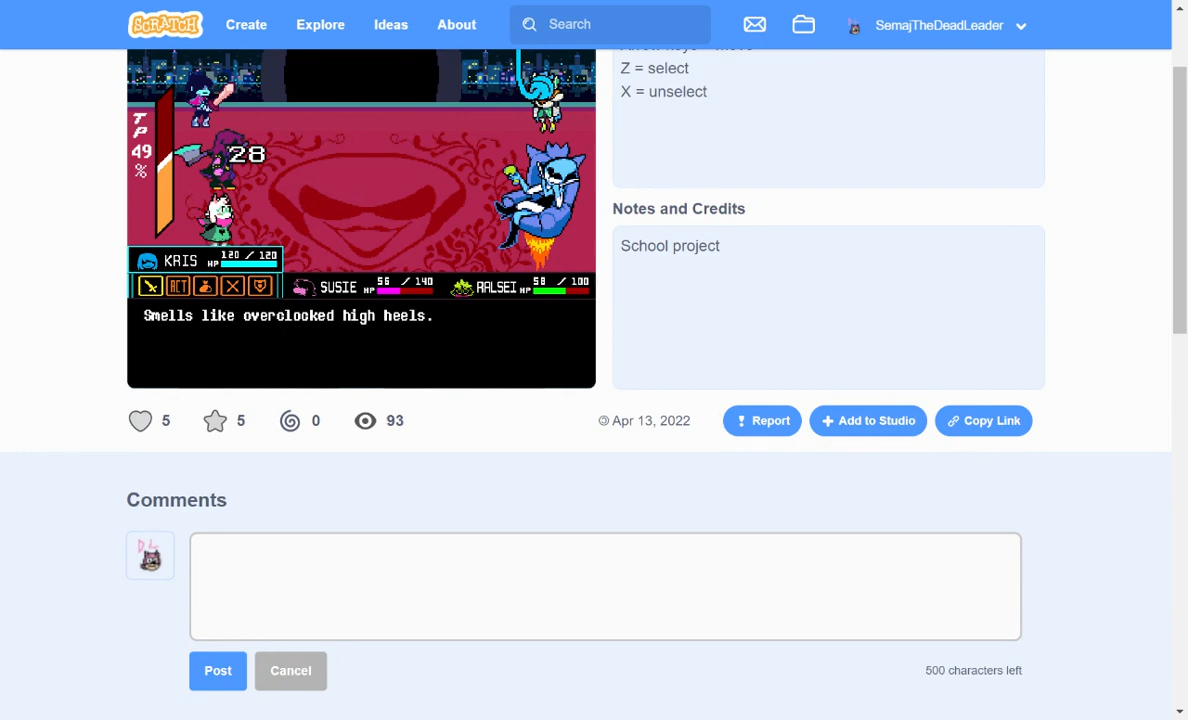 SCRATCH Create Explore Ideas About Search SemajTheDeadLeader
Z = select
X = unselect
T
P
49
%
28
KRIS HP 120 / 120
SUSIE HP 56 / 140 RALSEI HP 58 / 100
ACT
Smells like overclocked high heels.
Notes and Credits
School project
5 5 0 93 © Apr 13, 2022 Report Add to Studio Copy Link
Comments
D L
Post Cancel 500 characters left